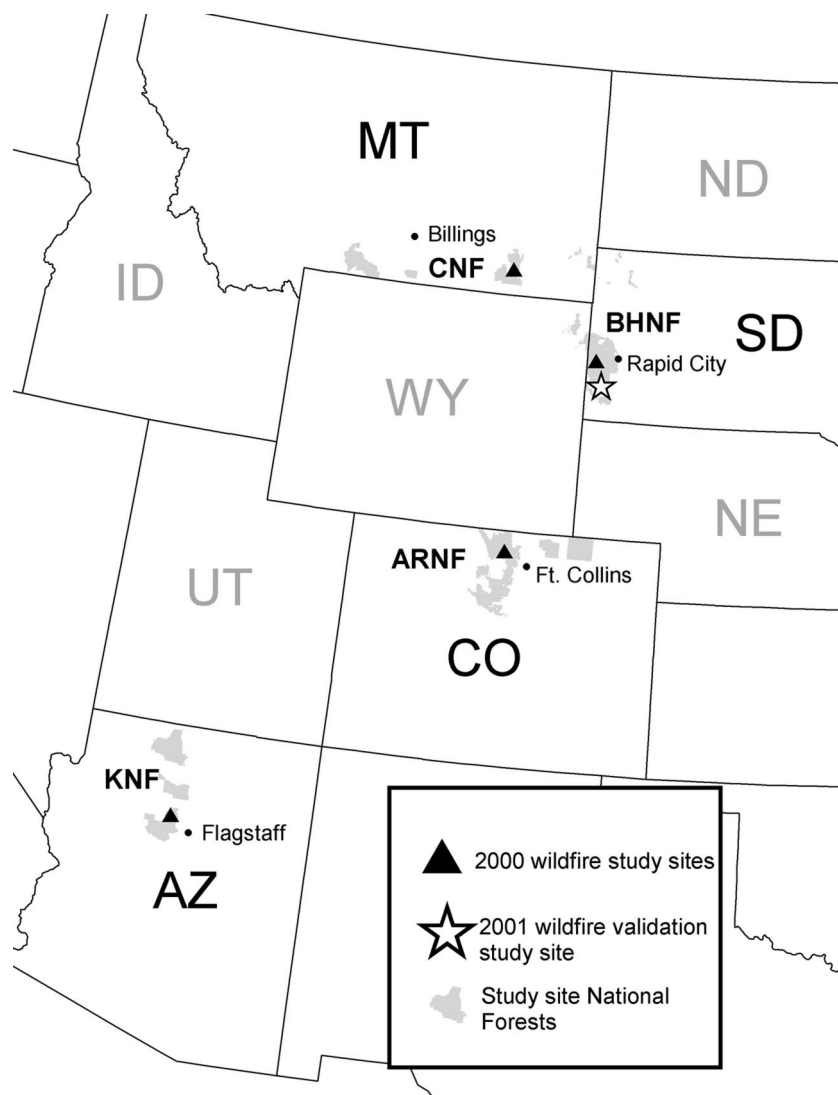 MT
ND
Billings
CNF
ID
BHNF
SD
Rapid City
WY
NE
ARNF
Ft. Collins
UT
CO
KNF
Flagstaff
AZ
2000 wildfire study sites
2001 wildfire validation
study site
Study site National
Forests